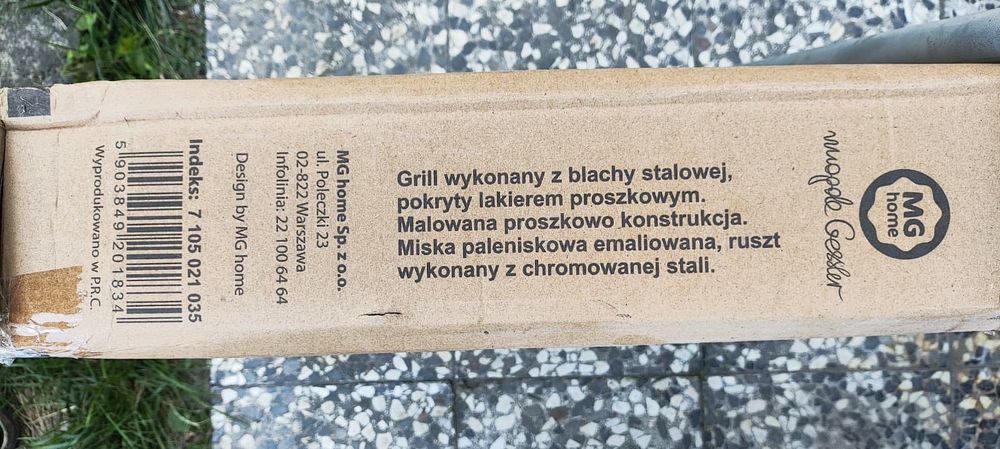 MG
home
magda Gessler
Grill wykonany z blachy stalowej,
pokryty lakierem proszkowym.
Malowana proszkowo konstrukcja.
Miska paleniskowa emaliowana, ruszt
wykonany z chromowanej stali.
MG home Sp. z o.o.
ul. Poleczki 23
02-822 Warszawa
Infolinia: 22 100 64 64
Design by MG home
Indeks: 7 105 021 035
5 903849 201834
Wyprodukowano w P.R.C.